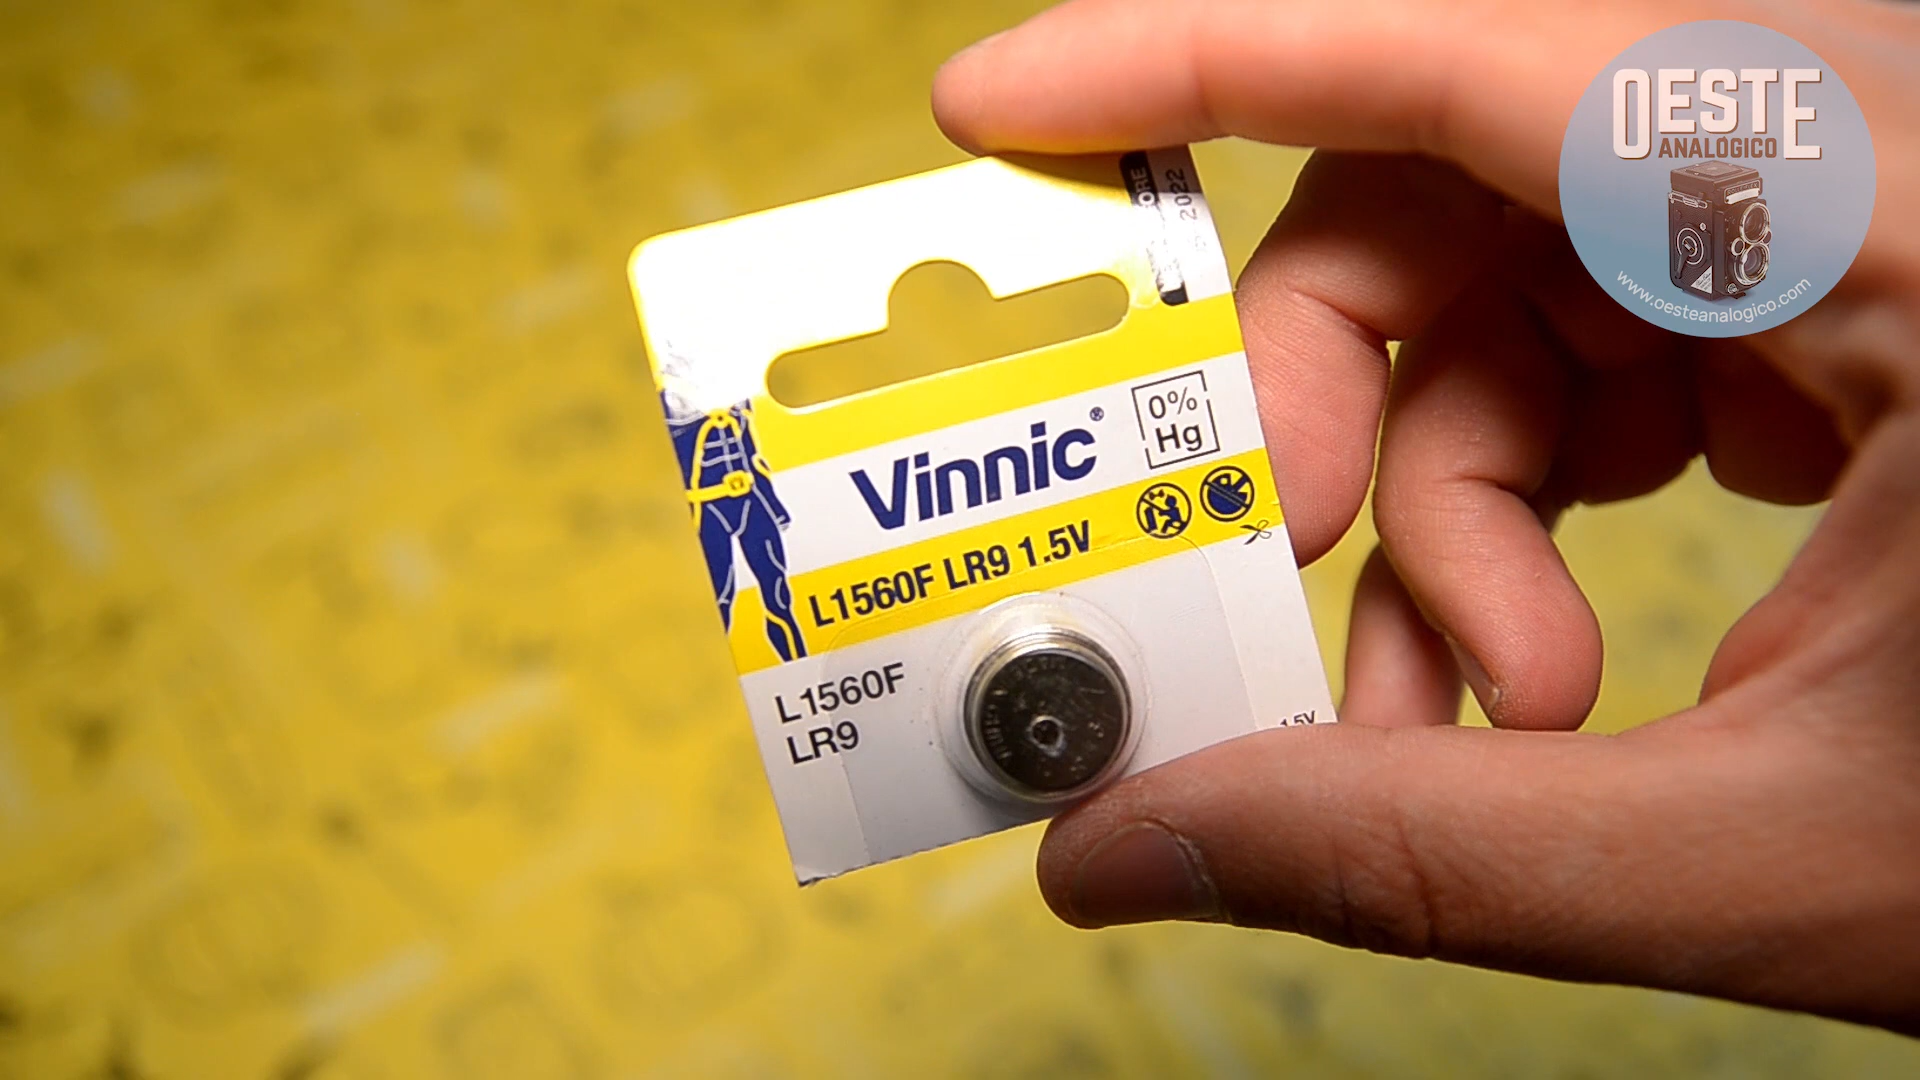 OESTE
ANALÓGICO
www.oesteanalogico.com
2022
Vinnic®
0%
Hg
L1560F LR9 1.5V
L1560F
LR9
1.5V